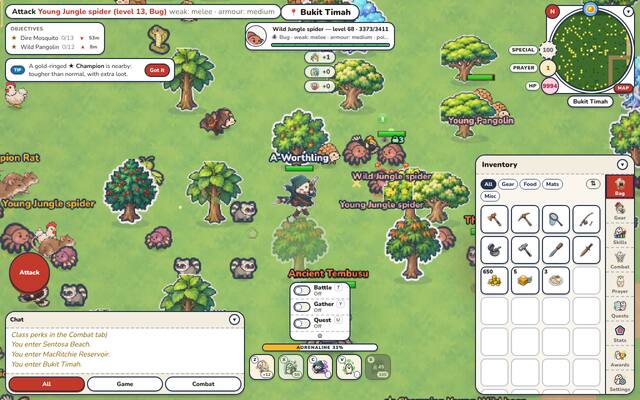 Attack Young Jungle spider (level 13, Bug) weak: melee · armour: medium
Bukit Timah
OBJECTIVES
Dire Mosquito 0/13 53m
Wild Pangolin 0/12 8m
TIP
A gold-ringed ★ Champion is nearby: tougher than normal, with extra loot.
Got it
Wild Jungle spider — level 68 · 3373/3411
Bug · weak: melee · armour: medium · poi...
+1
+0
+0
N
SPECIAL 100
PRAYER 1
HP 9994
MAP
Bukit Timah
Young Pangolin
A-Worthling
3
Wild Jungle spider
Young Jungle spider
pion Rat
Young Jungle spider
Ancient Tembusu
Attack
Inventory
All
Gear
Food
Mats
Misc
650
5
3
Bag
Gear
Skills
Combat
Prayer
Quests
Stats
Awards
Settings
Battle T
Off
Gather Y
Off
Quest U
Off
ADRENALINE 31%
Chat
Class perks in the Combat tab)
You enter Sentosa Beach.
You enter MacRitchie Reservoir.
You enter Bukit Timah.
All
Game
Combat
Z
X
C
V
×12